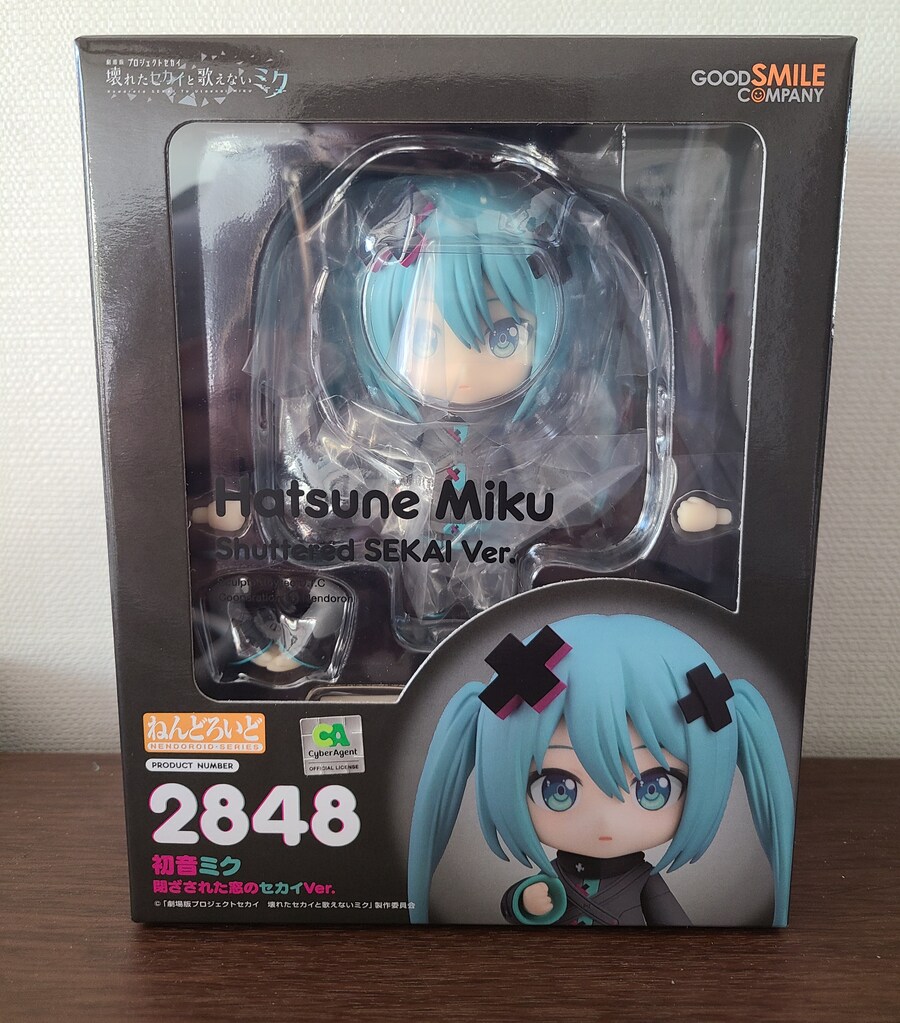 劇場版 プロジェクトセカイ
壊れたセカイと歌えないミク
GOOD SMILE
COMPANY
Hatsune Miku
Shuttered SEKAI Ver.
ねんどろいど
NENDOROID-SERIES
CA
CyberAgent
OFFICIAL LICENSE
PRODUCT NUMBER
2848
初音ミク
閉ざされた窓のセカイVer.
©「劇場版プロジェクトセカイ 壊れたセカイと歌えないミク」製作委員会